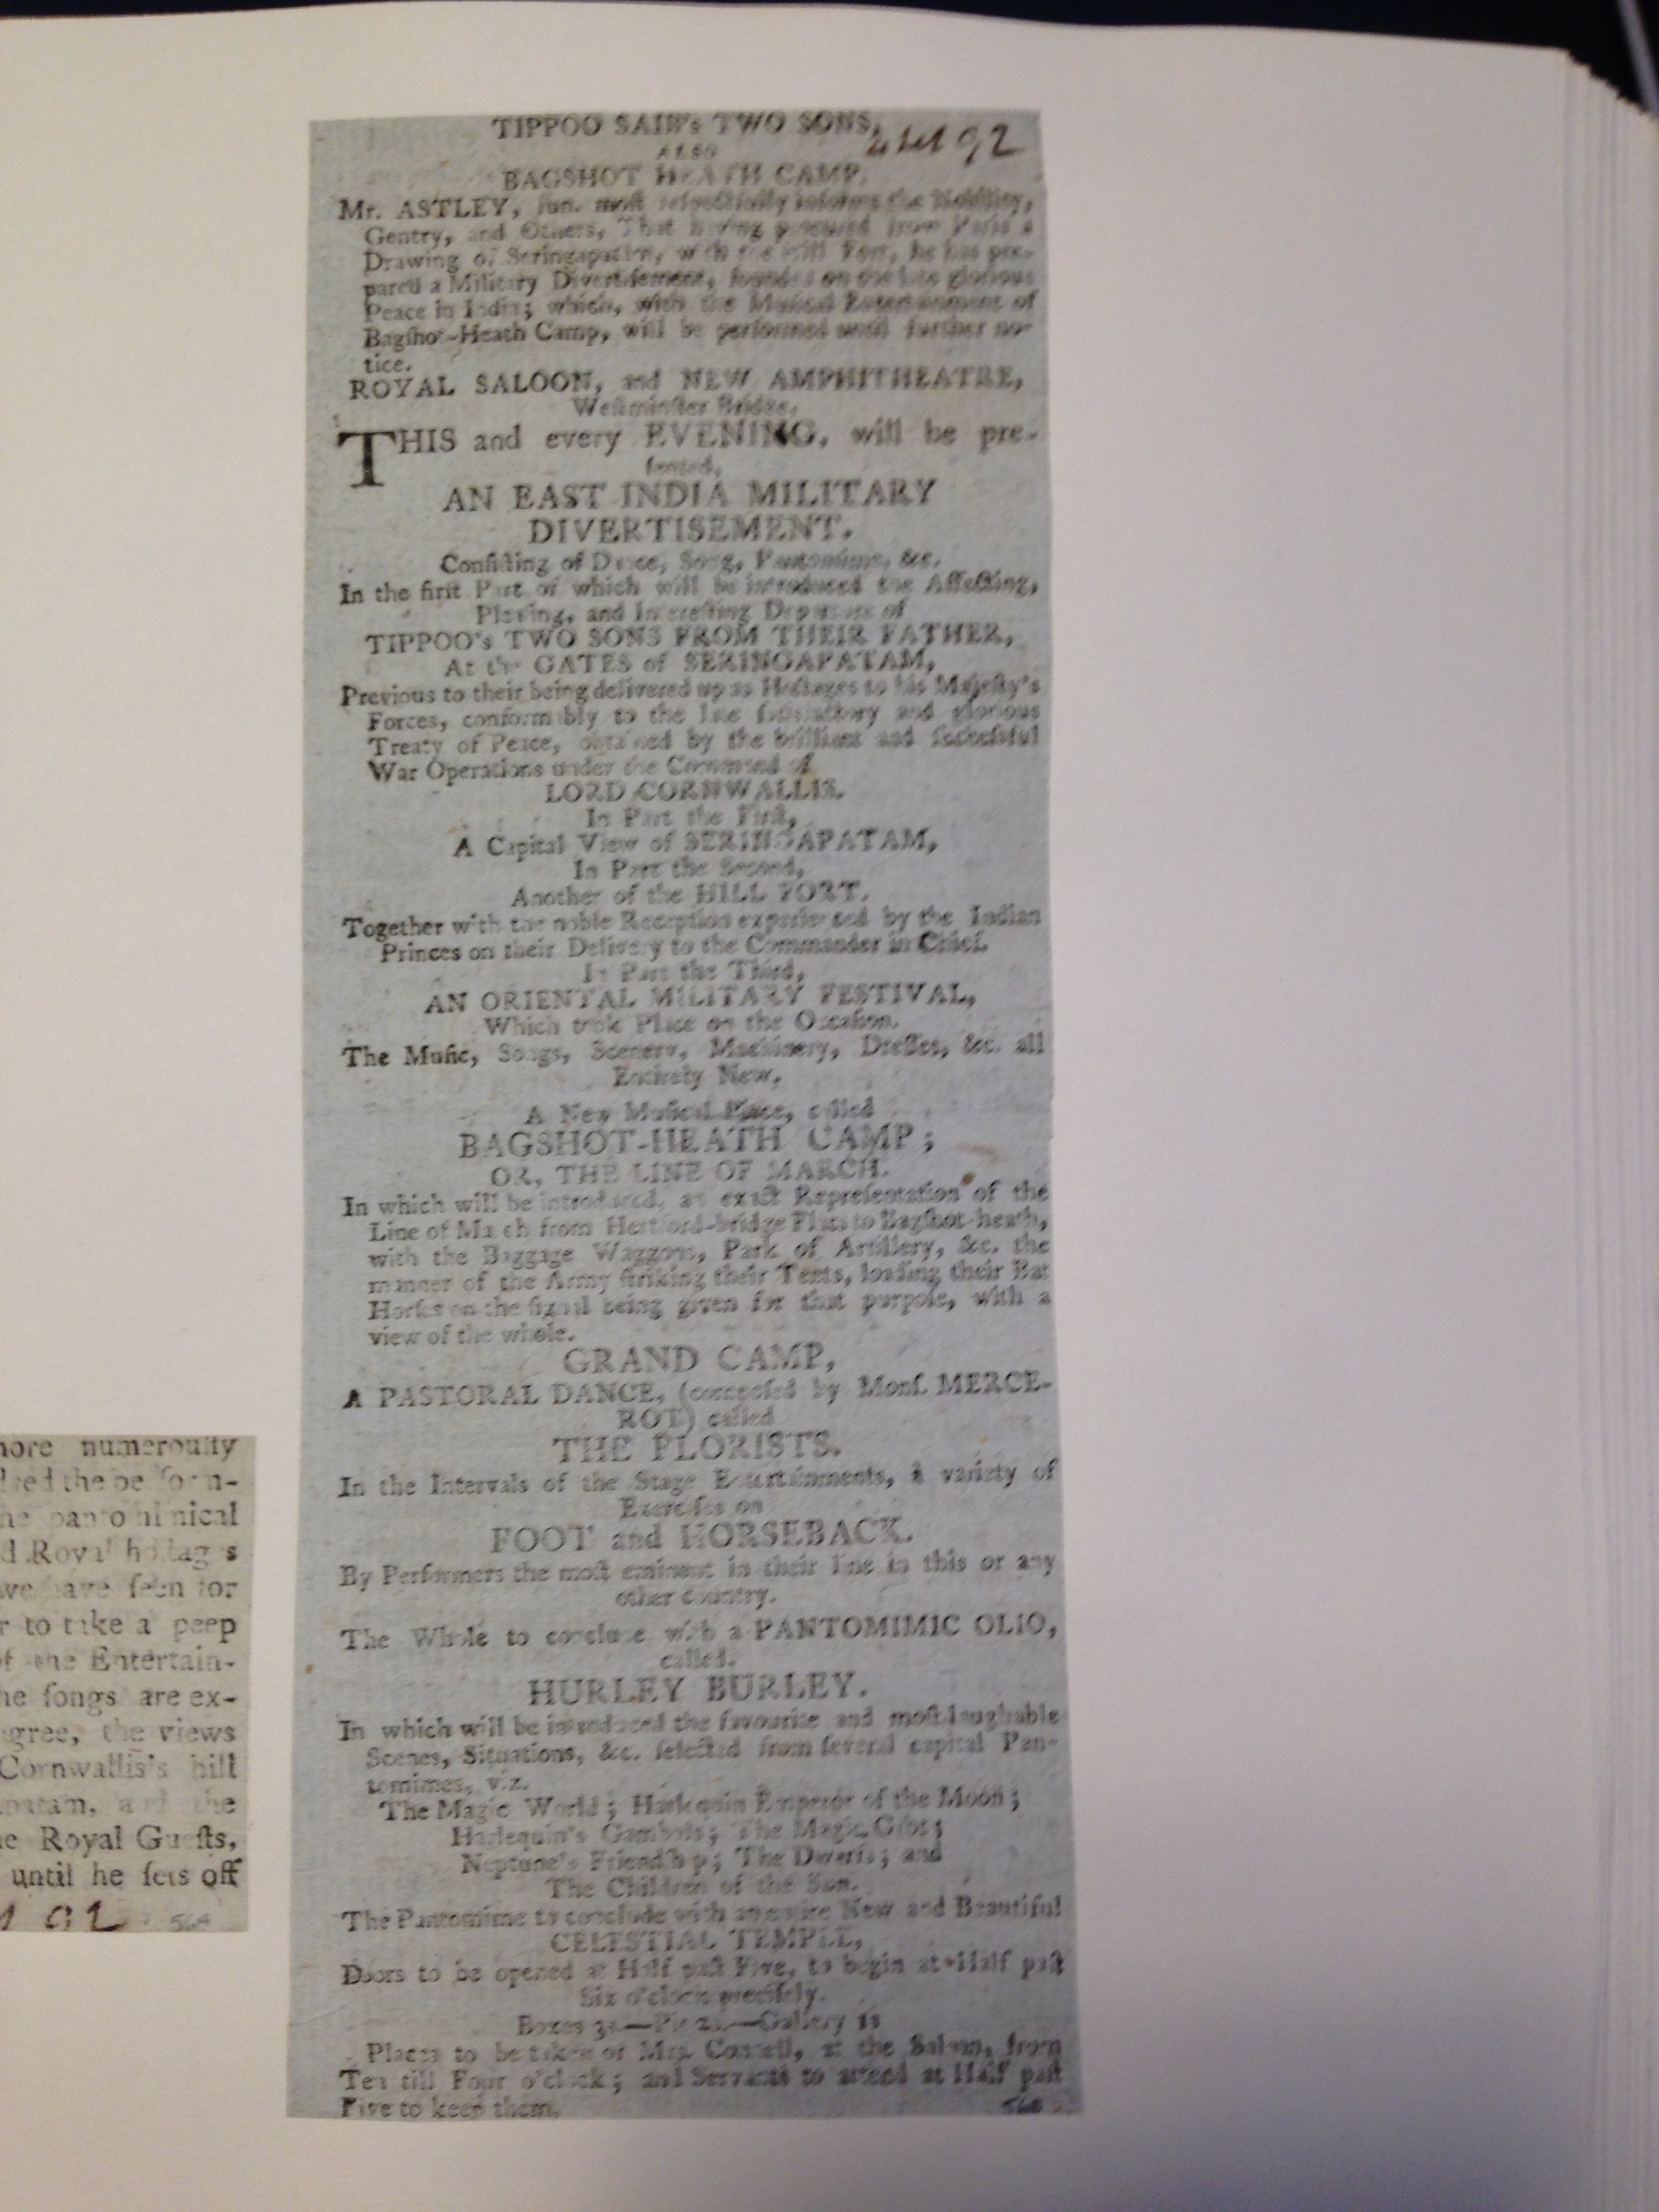 TIPPOO SAIB's TWO SONS,
92
ALSO
BAGSHOT HEATH CAMP.
Mr. ASTLEY, jun. moſt reſpectfully informs the Nobility,
Gentry, and Others, That having procured from Paris a
Drawing of Seringapatam, with the Hill Fort, he has pre-
pared a Military Divertiſement, founded on the late glorious
Peace in India; which, with the Muſical Entertainment of
Bagſhot-Heath Camp, will be performed until further no-
tice.
ROYAL SALOON, and NEW AMPHITHEATRE,
Weſtminſter Bridge,
THIS and every EVENING, will be pre-
ſented,
AN EAST INDIA MILITARY
DIVERTISEMENT.
Conſiſting of Dance, Song, Pantomime, &c.
In the firſt Part of which will be introduced the Affecting,
Pleaſing, and Intereſting Departure of
TIPPOO's TWO SONS FROM THEIR FATHER,
At the GATES of SERINGAPATAM,
Previous to their being delivered up as Hoſtages to his Majeſty's
Forces, conformably to the late ſatisfactory and glorious
Treaty of Peace, obtained by the brilliant and ſucceſsful
War Operations under the Command of
LORD CORNWALLIS.
In Part the Firſt,
A Capital View of SERINGAPATAM,
In Part the Second,
Another of the HILL FORT.
Together with the noble Reception experienced by the Indian
Princes on their Delivery to the Commander in Chief.
In Part the Third,
AN ORIENTAL MILITARY FESTIVAL,
Which took Place on the Occaſion.
The Muſic, Songs, Scenery, Machinery, Dreſſes, &c. all
Entirely New.
A New Muſical Piece, called
BAGSHOT-HEATH CAMP;
OR, THE LINE OF MARCH.
In which will be introduced, an exact Repreſentation of the
Line of March from Hertford-bridge Flats to Bagſhot-heath,
with the Baggage Waggons, Park of Artillery, &c. the
manner of the Army ſtriking their Tents, loading their Bat
Horſes on the ſignal being given for that purpoſe, with a
view of the whole.
GRAND CAMP,
A PASTORAL DANCE, (compoſed by Monſ. MERCE-
ROT) called
THE FLORISTS.
In the Intervals of the Stage Entertainments, a variety of
Exerciſes on
FOOT and HORSEBACK.
By Performers the moſt eminent in their line in this or any
other country.
The Whole to conclude with a PANTOMIMIC OLIO,
called.
HURLEY BURLEY.
In which will be introduced the favourite and moſt laughable
Scenes, Situations, &c. ſelected from ſeveral capital Pan-
tomimes, viz.
The Magic World; Harlequin Emperor of the Moon;
Harlequin's Gambols; The Magic Grot;
Neptune's Friendſhip; The Dwarfs; and
The Children of the Sun.
The Pantomime to conclude with an entire New and Beautiful
CELESTIAL TEMPLE,
Doors to be opened at Half paſt Five, to begin at Half paſt
Six o'clock preciſely.
Boxes 3s—Pit 2s.—Gallery 1s
Places to be taken of Mrs. Connell, at the Saloon, from
Ten till Four o'clock; and Servants to attend at Half paſt
Five to keep them.
more numerouſly
he pantomimical
d Royal hoſtages
we have ſeen for
r to take a peep
of the Entertain-
he ſongs are ex-
egree, the views
Cornwallis's hill
patam, and the
e Royal Gueſts,
until he ſets off
92 564